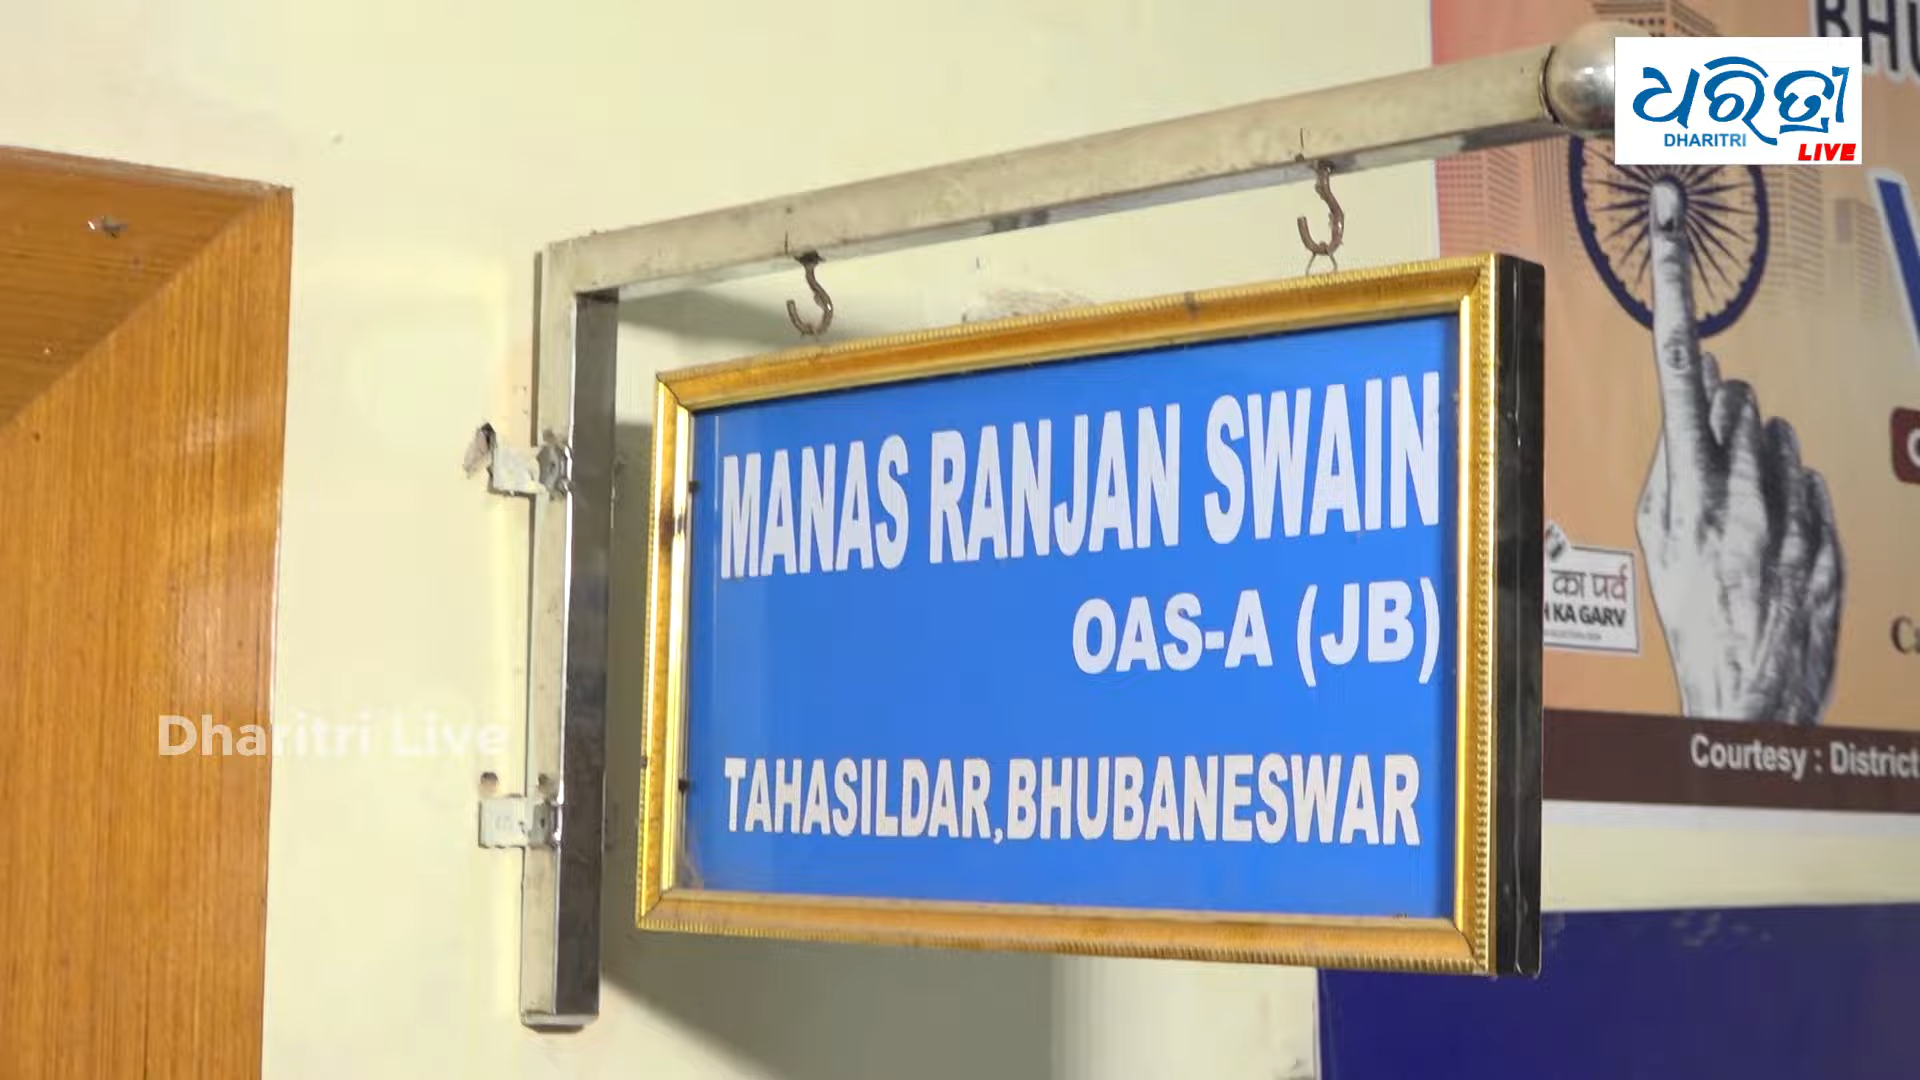 ଧରିତ୍ରୀ
DHARITRI
LIVE
MANAS RANJAN SWAIN
OAS-A (JB)
TAHASILDAR,BHUBANESWAR
Dharitri Live
का पर्व
KA GARV
Courtesy : District